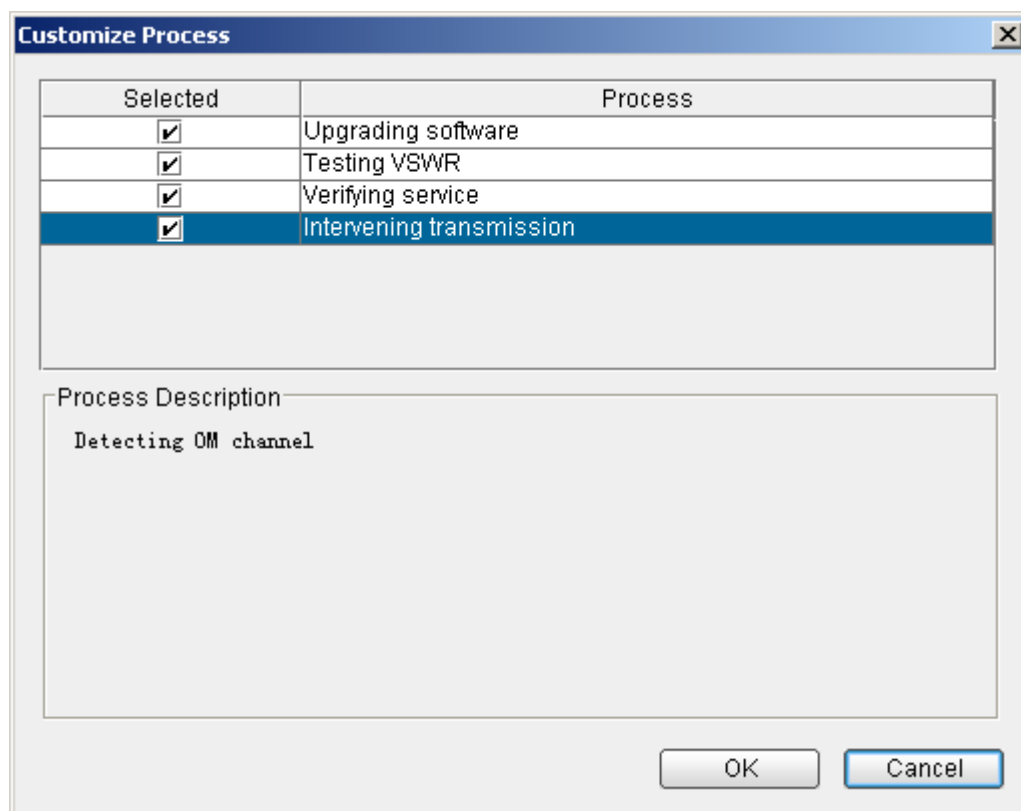 Customize Process
Selected Process
Upgrading software
Testing VSWR
Verifying service
Intervening transmission
Process Description
Detecting OM channel
OK Cancel